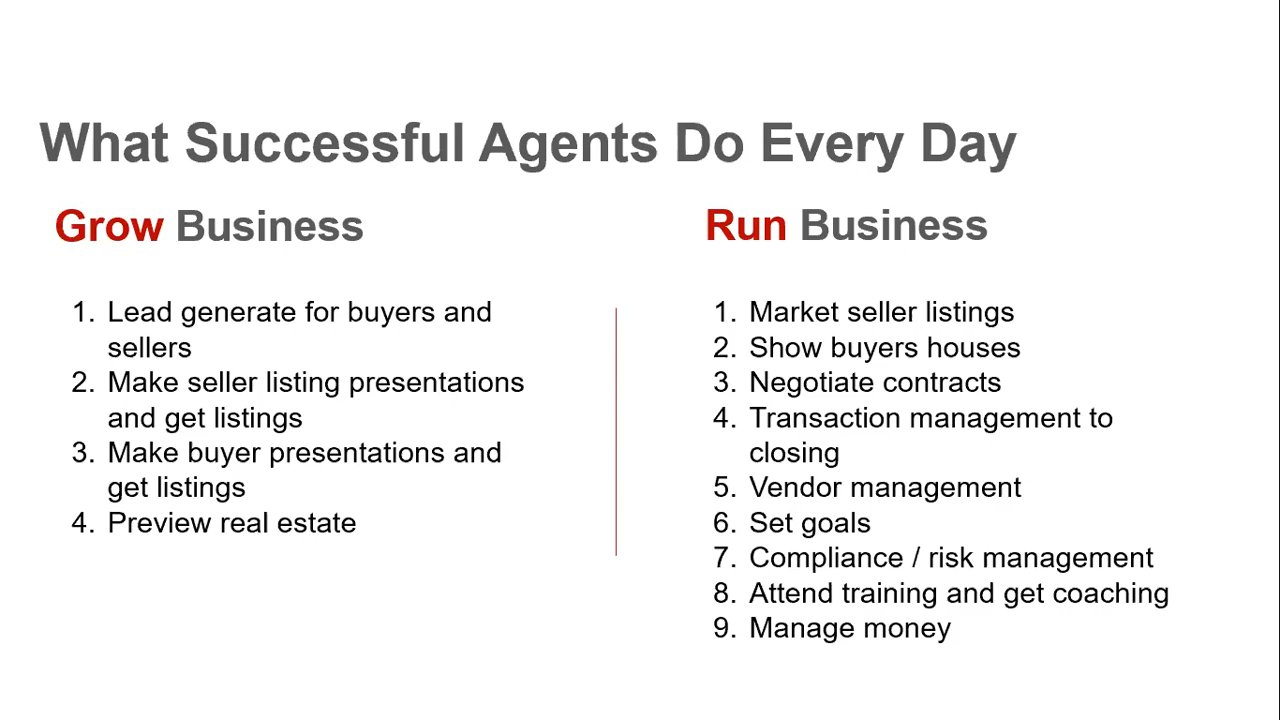 What Successful Agents Do Every Day
Grow Business
1. Lead generate for buyers and
sellers
2. Make seller listing presentations
and get listings
3. Make buyer presentations and
get listings
4. Preview real estate
Run Business
1. Market seller listings
2. Show buyers houses
3. Negotiate contracts
4. Transaction management to
closing
5. Vendor management
6. Set goals
7. Compliance / risk management
8. Attend training and get coaching
9. Manage money